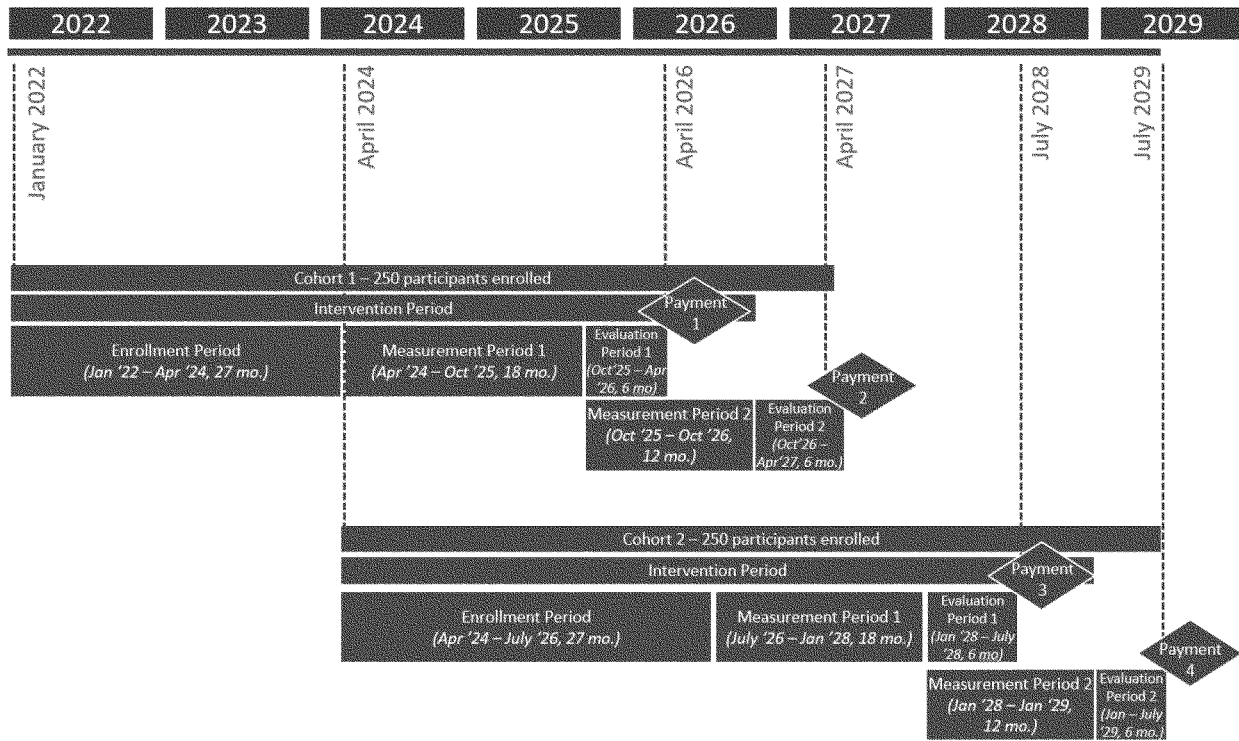 2022 2023 2024 2025 2026 2027 2028 2029
January 2022
April 2024
April 2026
April 2027
July 2028
July 2029
Cohort 1 – 250 participants enrolled
Intervention Period
Payment
1
Enrollment Period
(Jan ’22 – Apr ’24, 27 mo.)
Measurement Period 1
(Apr ’24 – Oct ’25, 18 mo.)
Evaluation
Period 1
(Oct’25 – Apr
’26, 6 mo)
Payment
2
Measurement Period 2
(Oct ’25 – Oct ’26,
12 mo.)
Evaluation
Period 2
(Oct’26 –
Apr’27, 6 mo.)
Cohort 2 – 250 participants enrolled
Intervention Period
Payment
3
Enrollment Period
(Apr ’24 – July ’26, 27 mo.)
Measurement Period 1
(July ’26 – Jan ’28, 18 mo.)
Evaluation
Period 1
(Jan ’28 – July
’28, 6 mo)
Payment
4
Measurement Period 2
(Jan ’28 – Jan ’29,
12 mo.)
Evaluation
Period 2
(Jan – July
’29, 6 mo.)